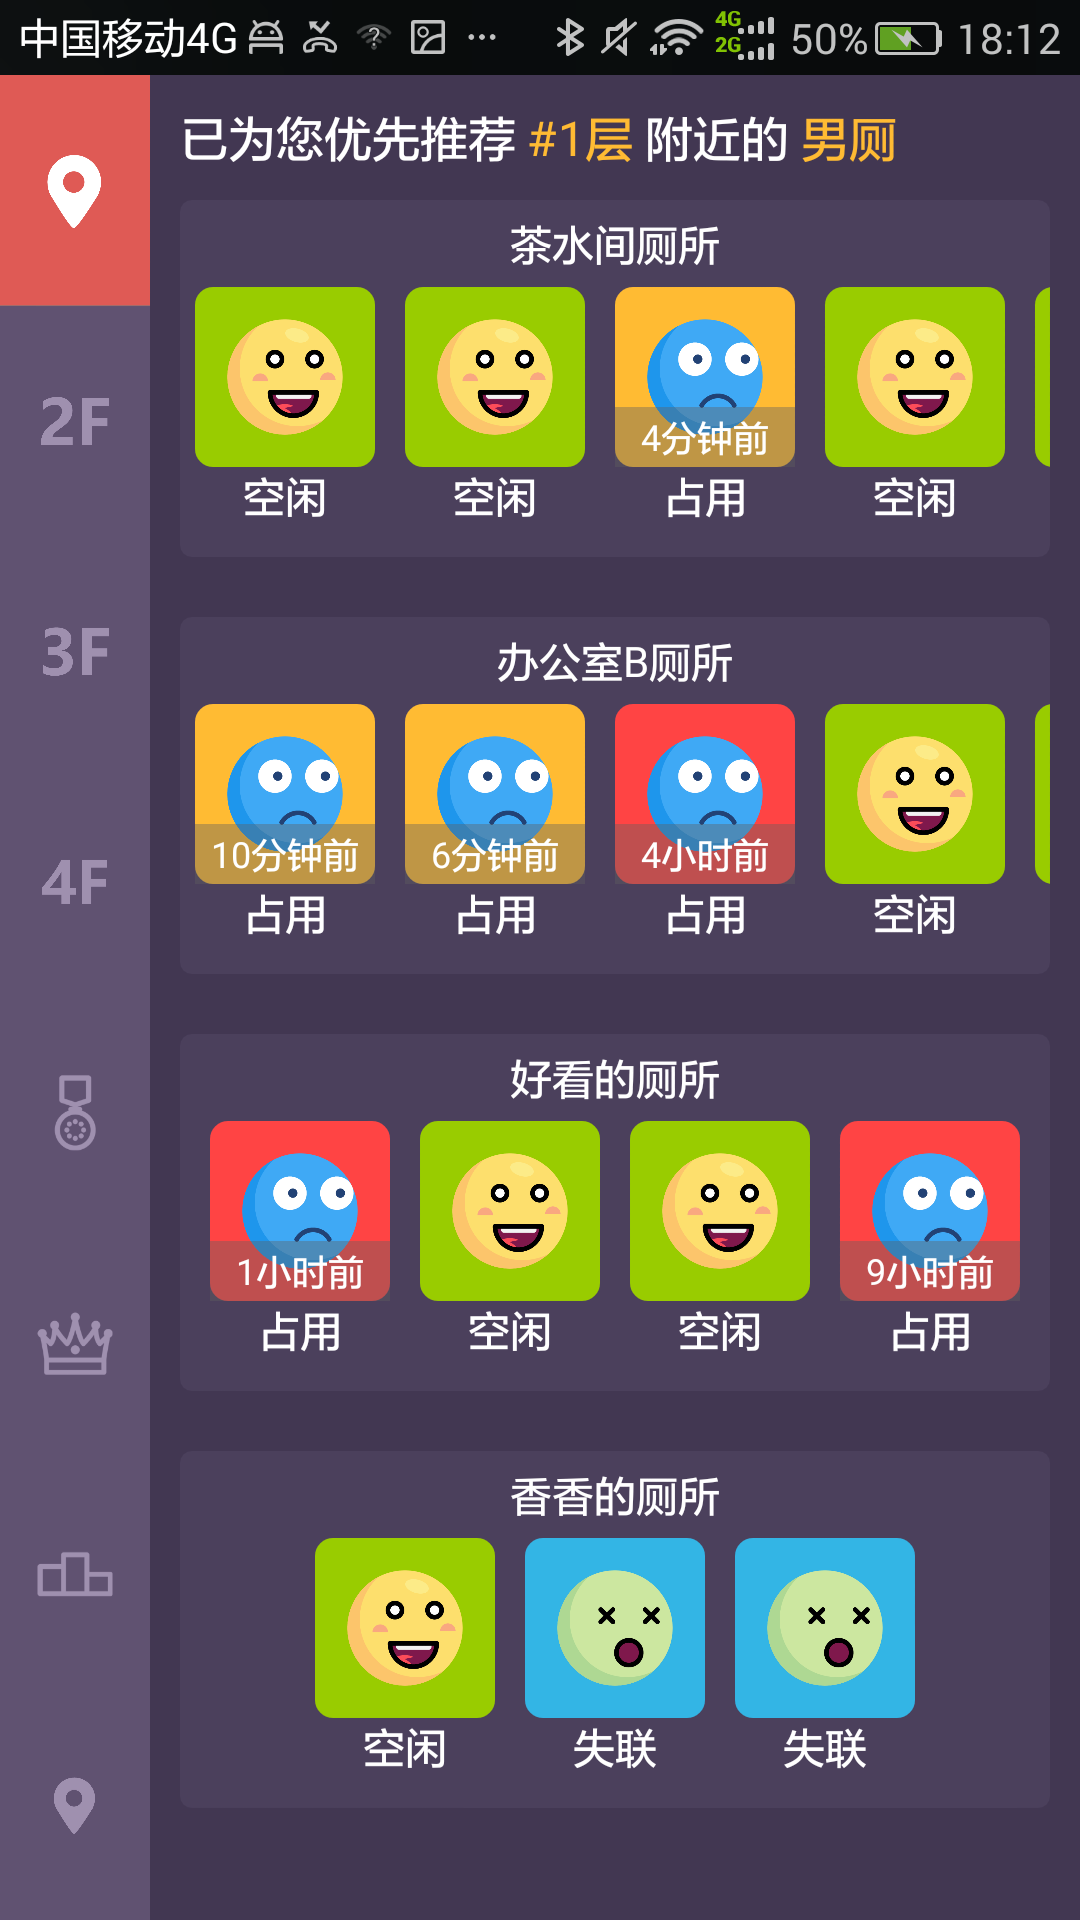 中国移动4G 4G 2G 50% 18:12
已为您优先推荐 #1层 附近的 男厕
茶水间厕所
4分钟前
空闲 空闲 占用 空闲
2F
3F
4F
办公室B厕所
10分钟前 6分钟前 4小时前
占用 占用 占用 空闲
好看的厕所
1小时前 9小时前
占用 空闲 空闲 占用
香香的厕所
空闲 失联 失联